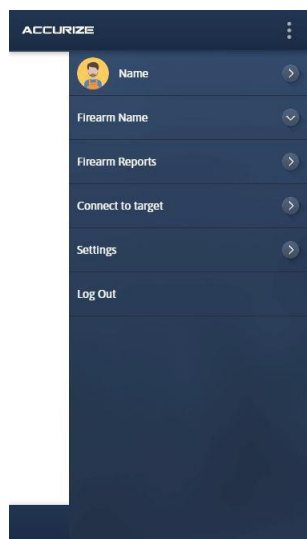 ACCURIZE
Name
Firearm Name
Firearm Reports
Connect to target
Settings
Log Out